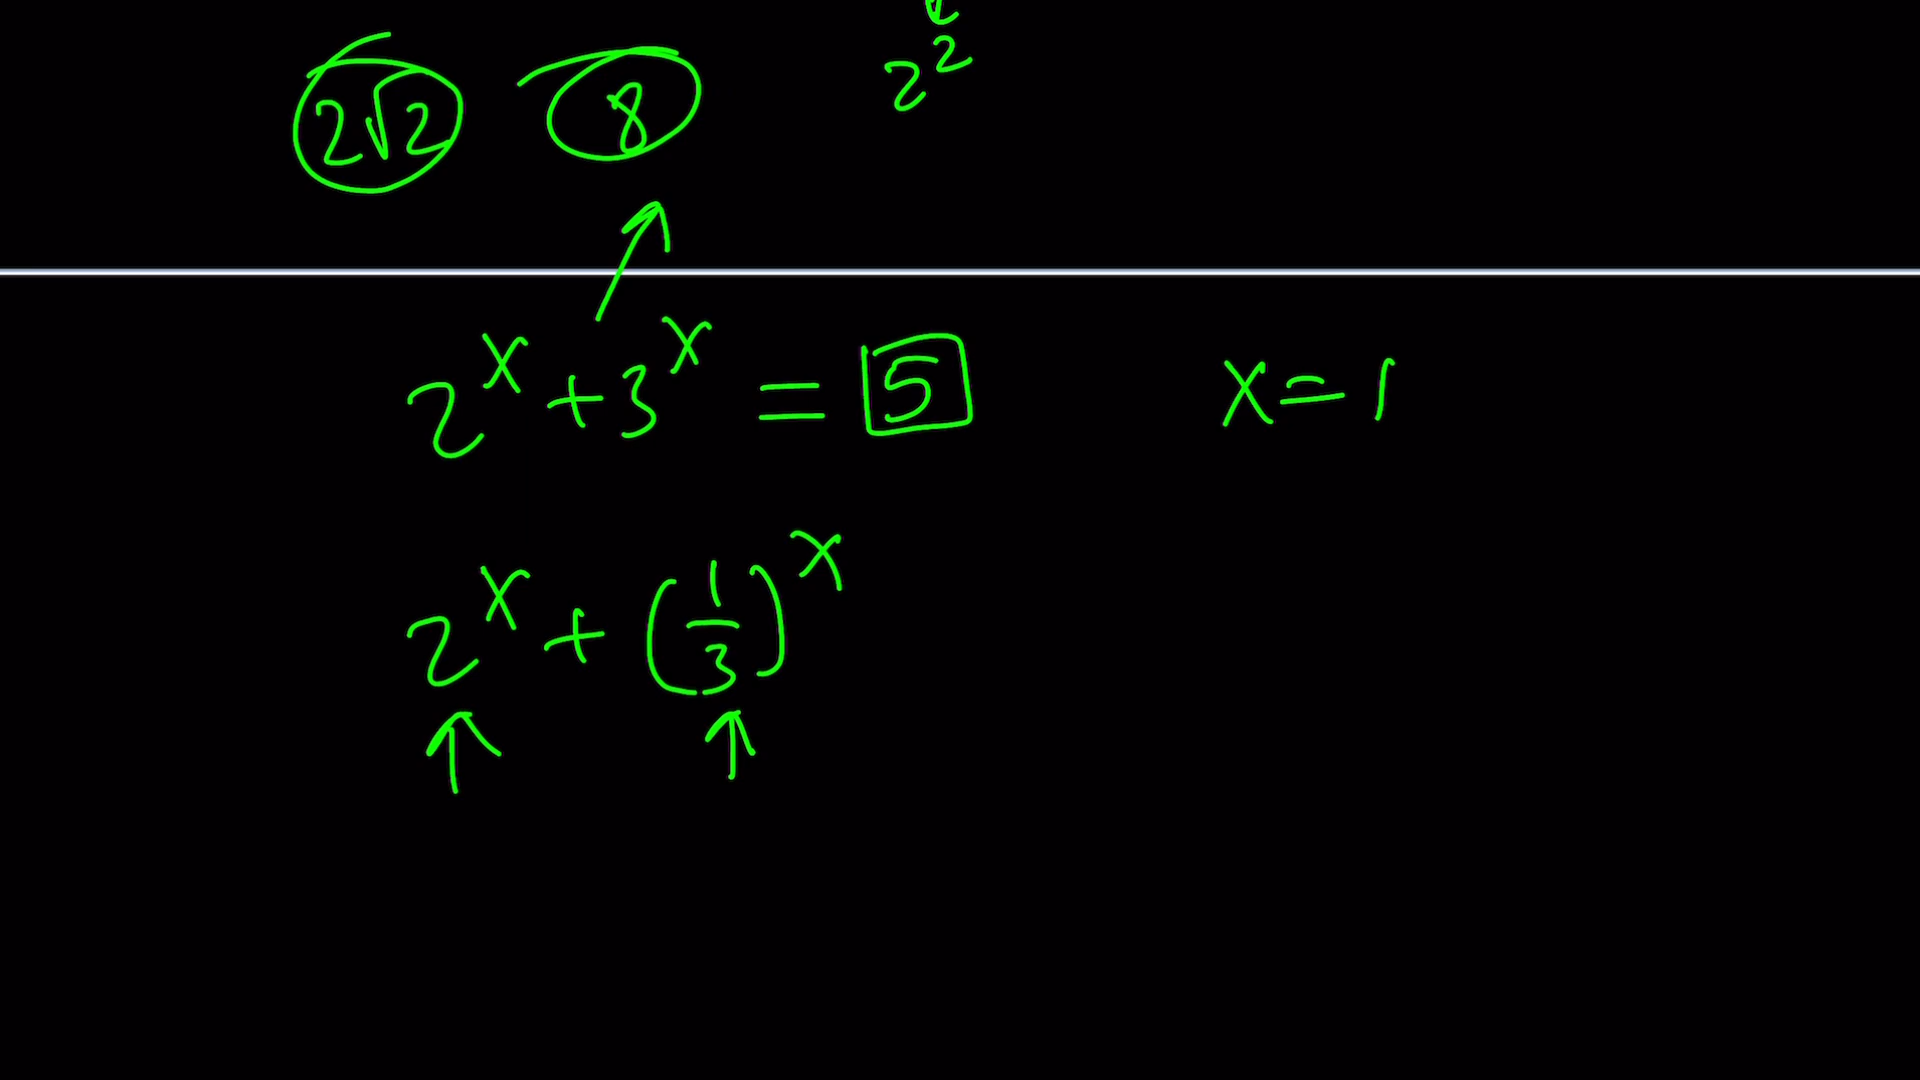 2√2 8 2^2
2^x + 3^x = 5 x = 1
2^x + (1/3)^x